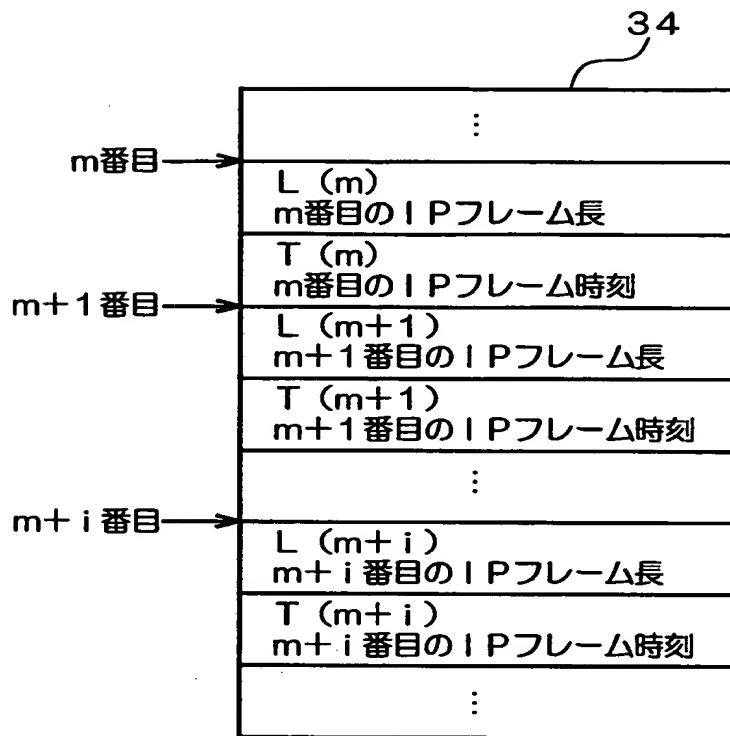 34
⋮
m番目
L(m)
m番目のIPフレーム長
T(m)
m番目のIPフレーム時刻
m+1番目
L(m+1)
m+1番目のIPフレーム長
T(m+1)
m+1番目のIPフレーム時刻
⋮
m+i番目
L(m+i)
m+i番目のIPフレーム長
T(m+i)
m+i番目のIPフレーム時刻
⋮